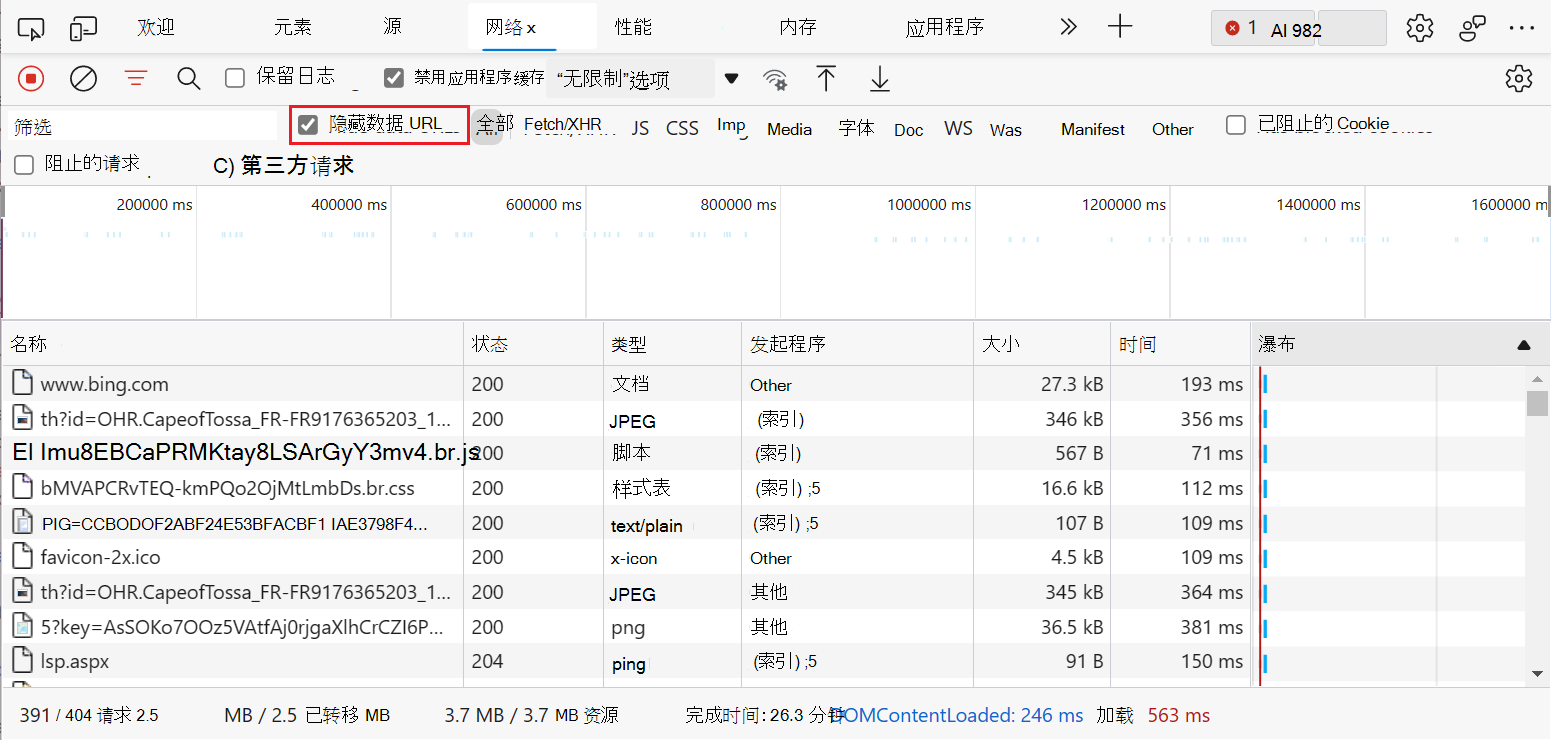 欢迎 元素 源 网络 x 性能 内存 应用程序 1 AI 982
保留日志 禁用应用程序缓存 “无限制”选项
筛选 隐藏数据 URL 全部 Fetch/XHR JS CSS Imp Media 字体 Doc WS Was Manifest Other 已阻止的 Cookie
阻止的请求 C) 第三方请求
200000 ms 400000 ms 600000 ms 800000 ms 1000000 ms 1200000 ms 1400000 ms 1600000 m
名称 状态 类型 发起程序 大小 时间 瀑布
www.bing.com 200 文档 Other 27.3 kB 193 ms
th?id=OHR.CapeofTossa_FR-FR9176365203_1... 200 JPEG (索引) 346 kB 356 ms
El Imu8EBCaPRMKtay8LSArGyY3mv4.br.js 200 脚本 (索引) 567 B 71 ms
bMVAPCRvTEQ-kmPQo2OjMtLmbDs.br.css 200 样式表 (索引) ;5 16.6 kB 112 ms
PIG=CCBODOF2ABF24E53BFACBF1 IAE3798F4... 200 text/plain (索引) ;5 107 B 109 ms
favicon-2x.ico 200 x-icon Other 4.5 kB 109 ms
th?id=OHR.CapeofTossa_FR-FR9176365203_1... 200 JPEG 其他 345 kB 364 ms
5?key=AsSOKo7OOz5VAtfAj0rjgaXlhCrCZI6P... 200 png 其他 36.5 kB 381 ms
lsp.aspx 204 ping (索引) ;5 91 B 150 ms
391 / 404 请求 2.5 MB / 2.5 已转移 MB 3.7 MB / 3.7 MB 资源 完成时间: 26.3 分钟 DOMContentLoaded: 246 ms 加载 563 ms